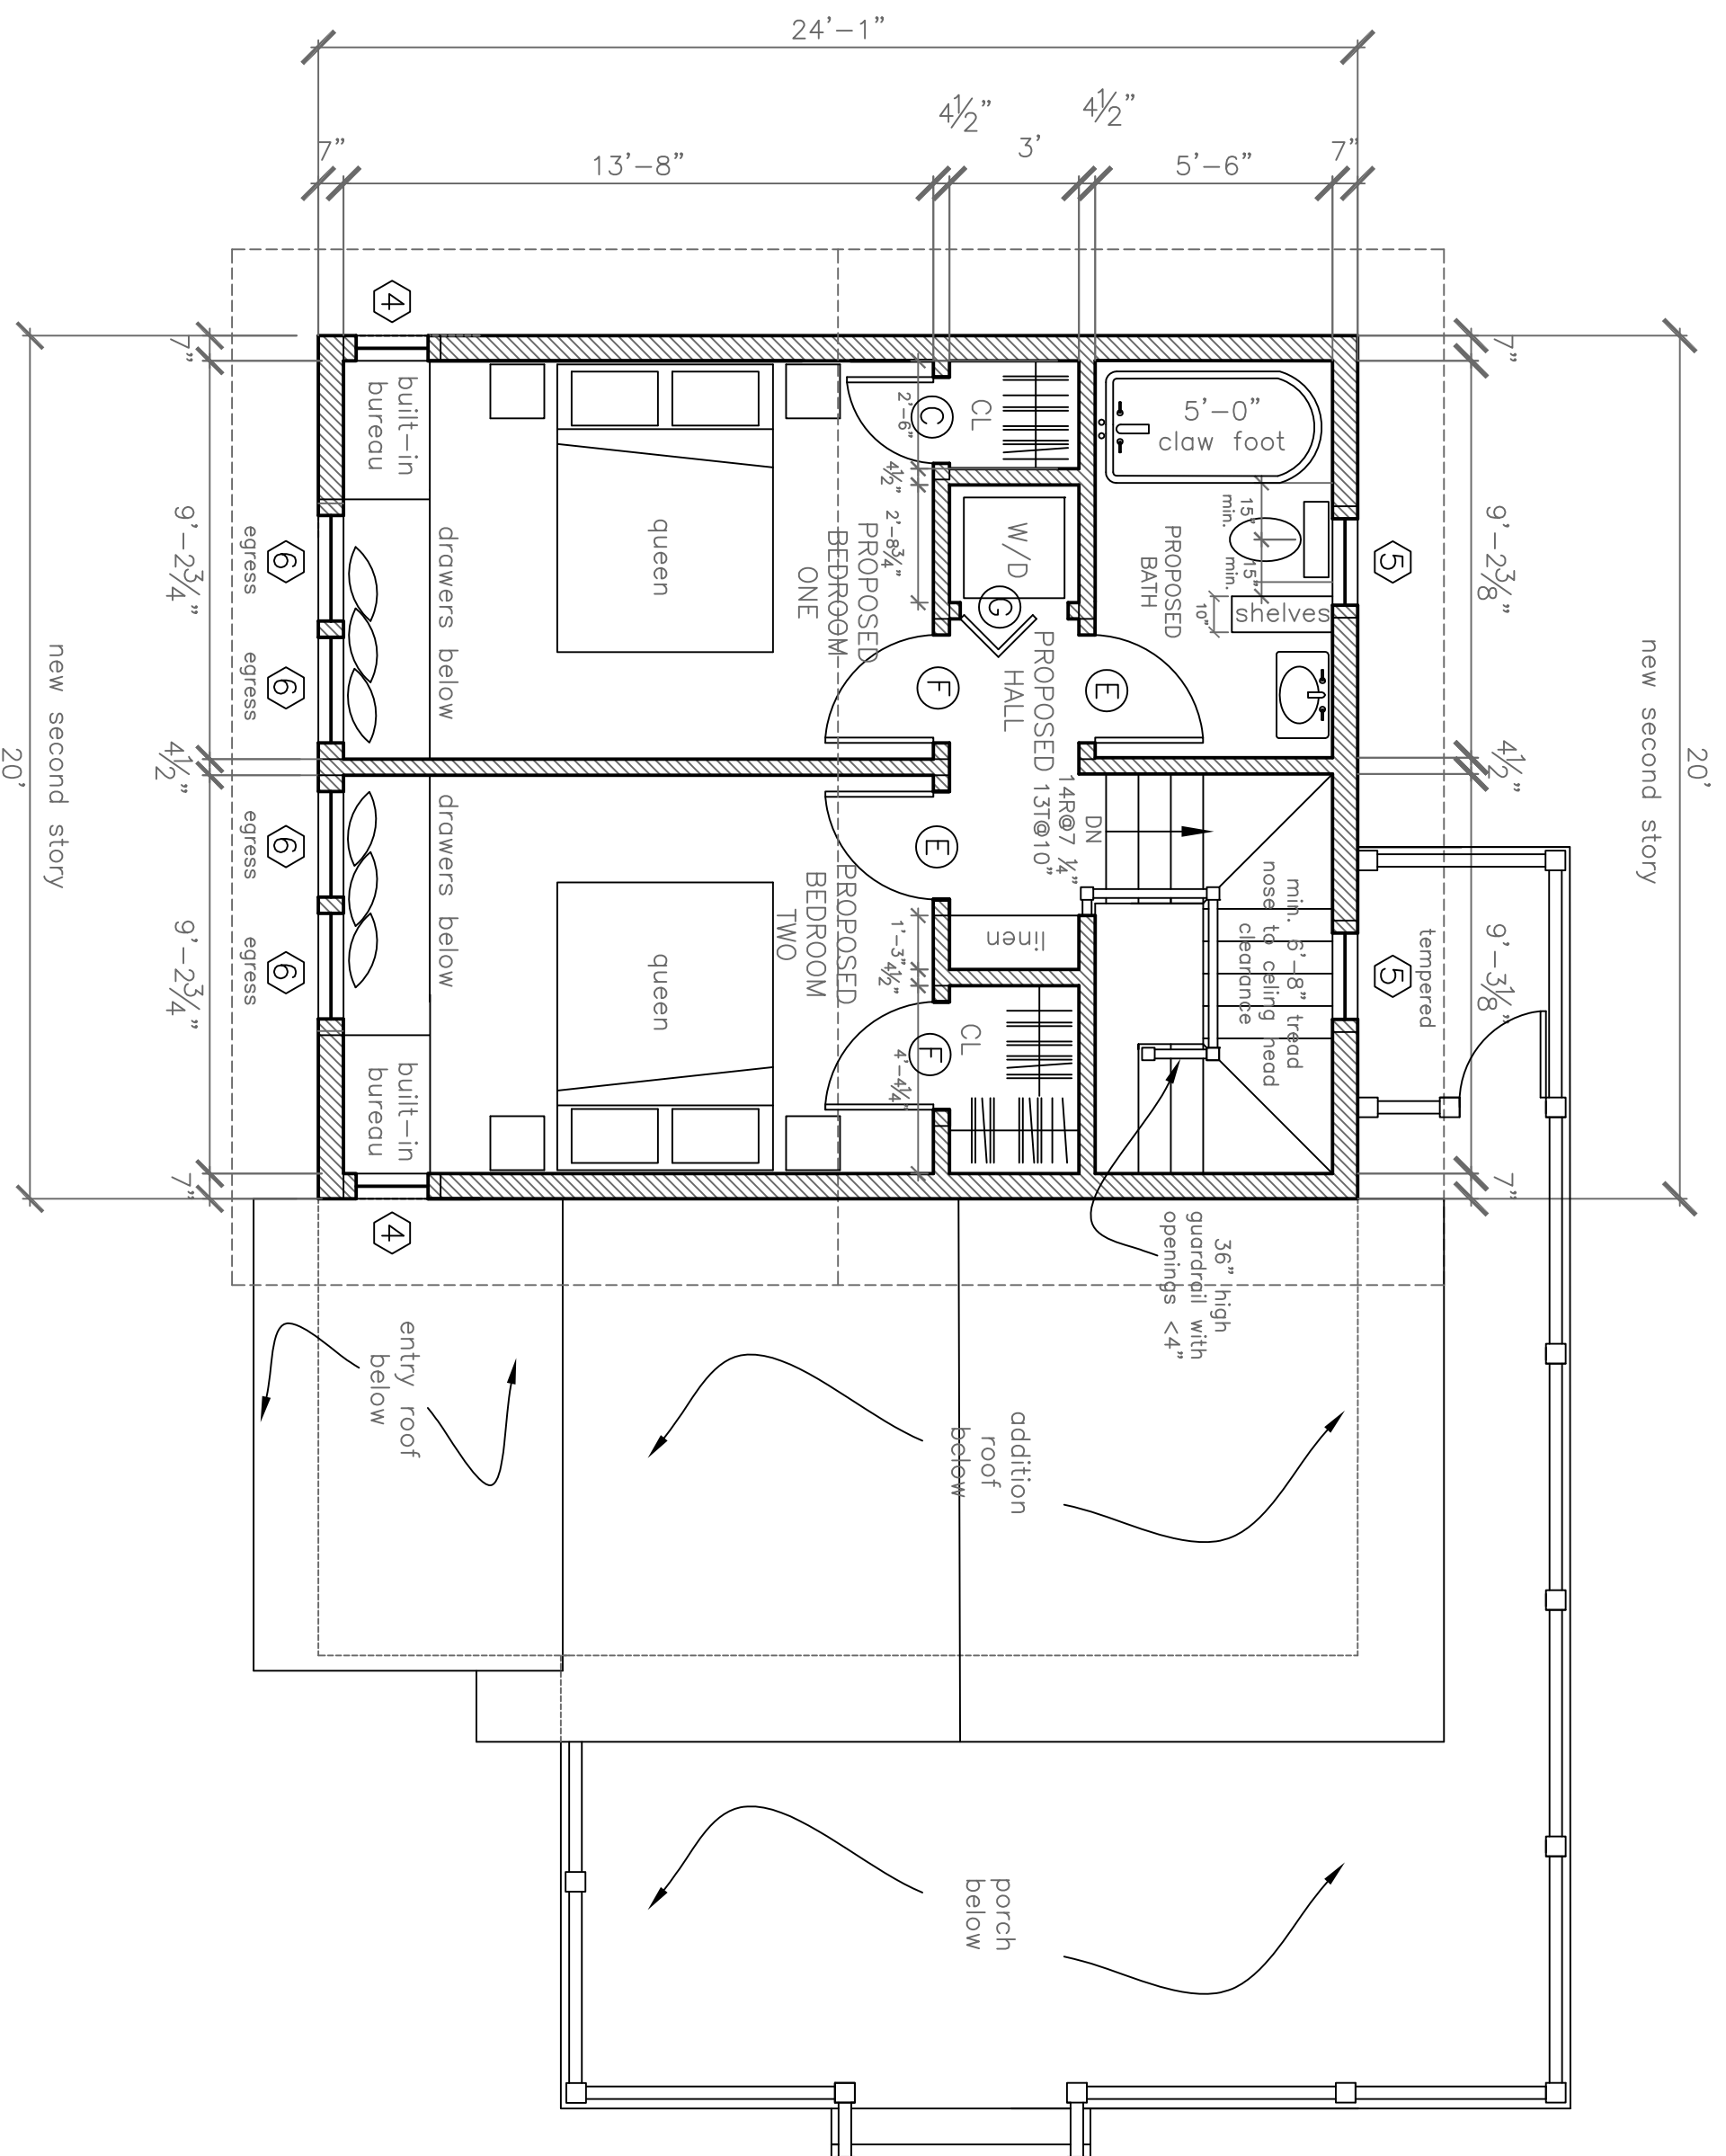 24'-1"
4½"
4½"
7"
13'-8"
3'
5'-6"
7"
4
7"
7"
built-in
bureau
2'-6"
C
CL
5'-0"
claw foot
4½"
2'-8¾"
15"
min.
15"
min.
9'-2¾"
egress
6
drawers below
queen
PROPOSED
BEDROOM
ONE
W/D
G
PROPOSED
BATH
10"
shelves
5
9'-2⅜"
egress
6
F
PROPOSED
HALL
E
new second story
new second story
20'
4½"
4½"
20'
egress
6
drawers below
E
14R@7 ¼"
13T@10"
DN
min. 6'-8" tread
nose to celing head
clearance
PROPOSED
BEDROOM
TWO
queen
1'-3"
4½"
linen
tempered
5
9'-2¾"
egress
6
9'-3⅛"
CL
F
4'-4¼"
built-in
bureau
7"
7"
4
36" high
guardrail with
openings <4"
entry roof
below
addition
roof
below
porch
below